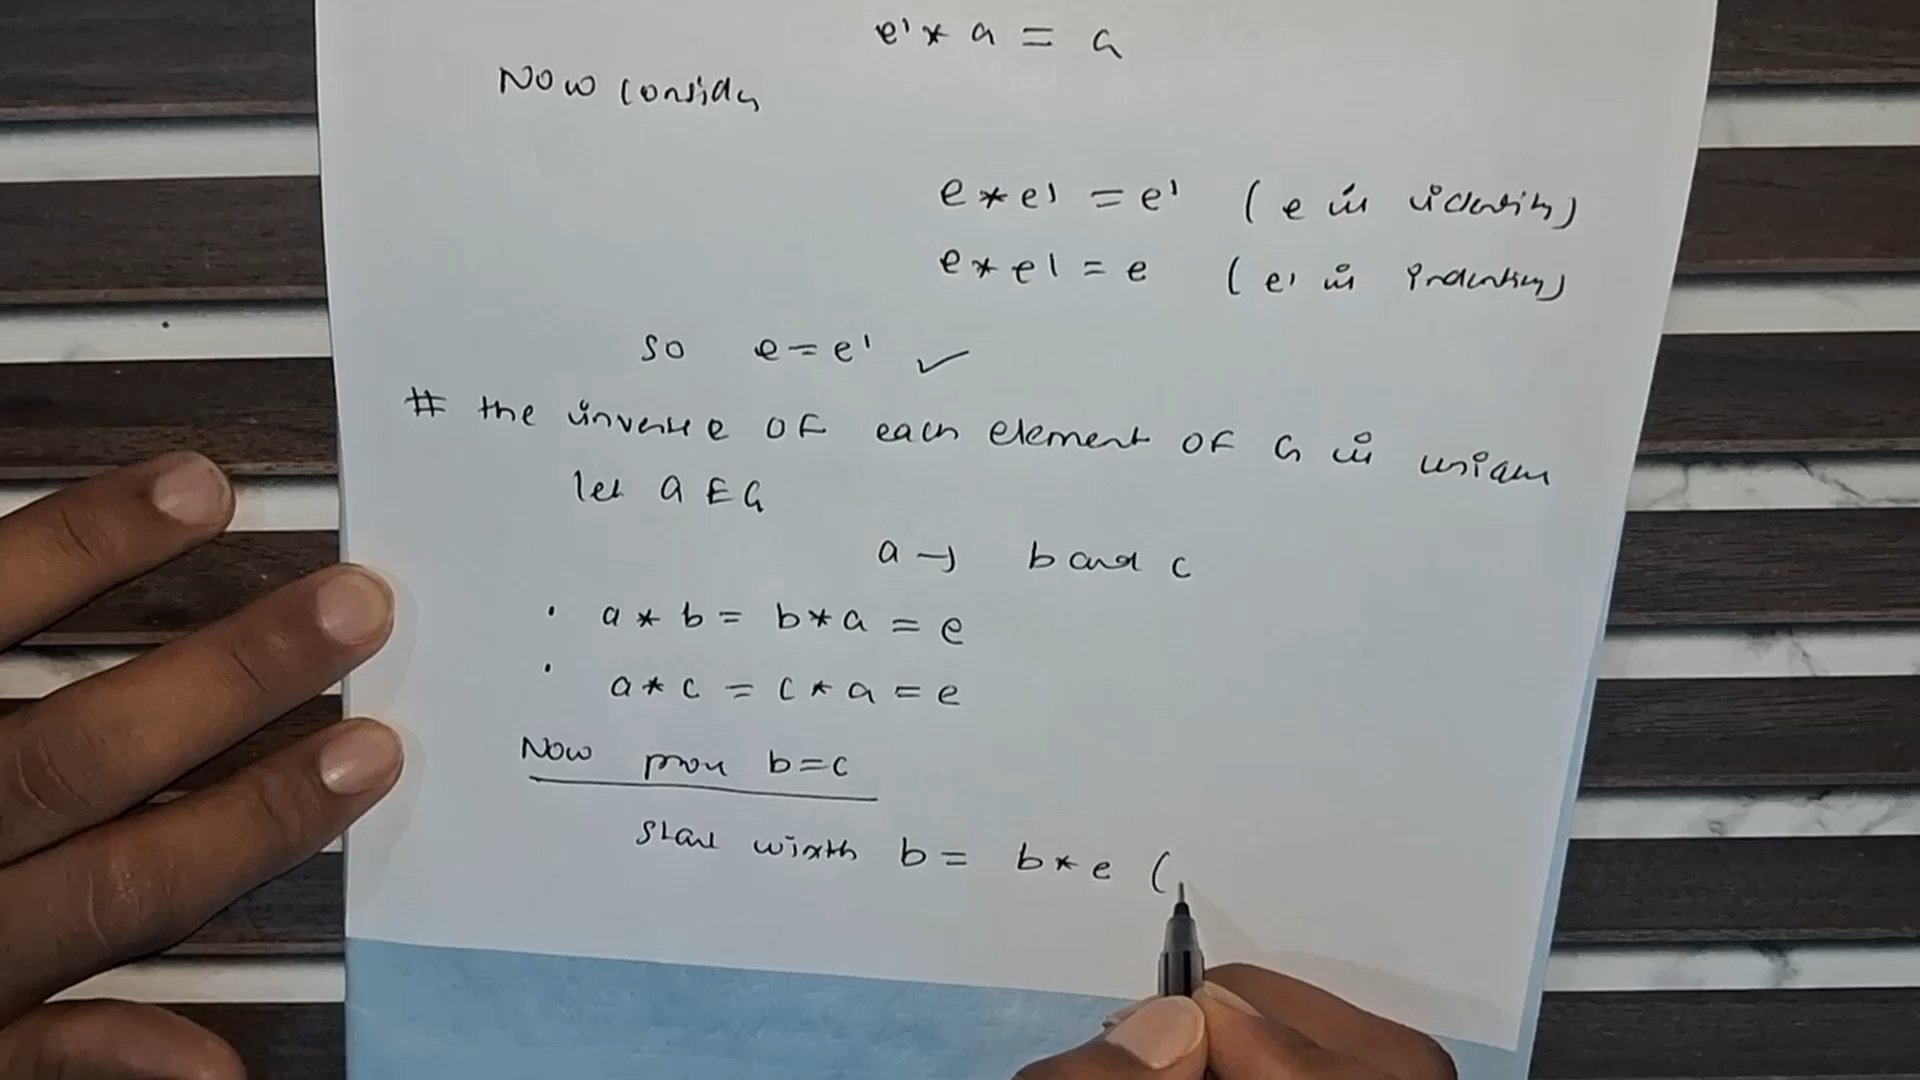 e' * a = a
Now consider
e * e' = e' ( e is identity)
e * e' = e ( e' is indentity)
so e = e' ✓
# the inverse OF each element OF G is unique
let a ∈ G
a → b and c
· a * b = b * a = e
· a * c = c * a = e
Now prove b=c
start with b = b * e (